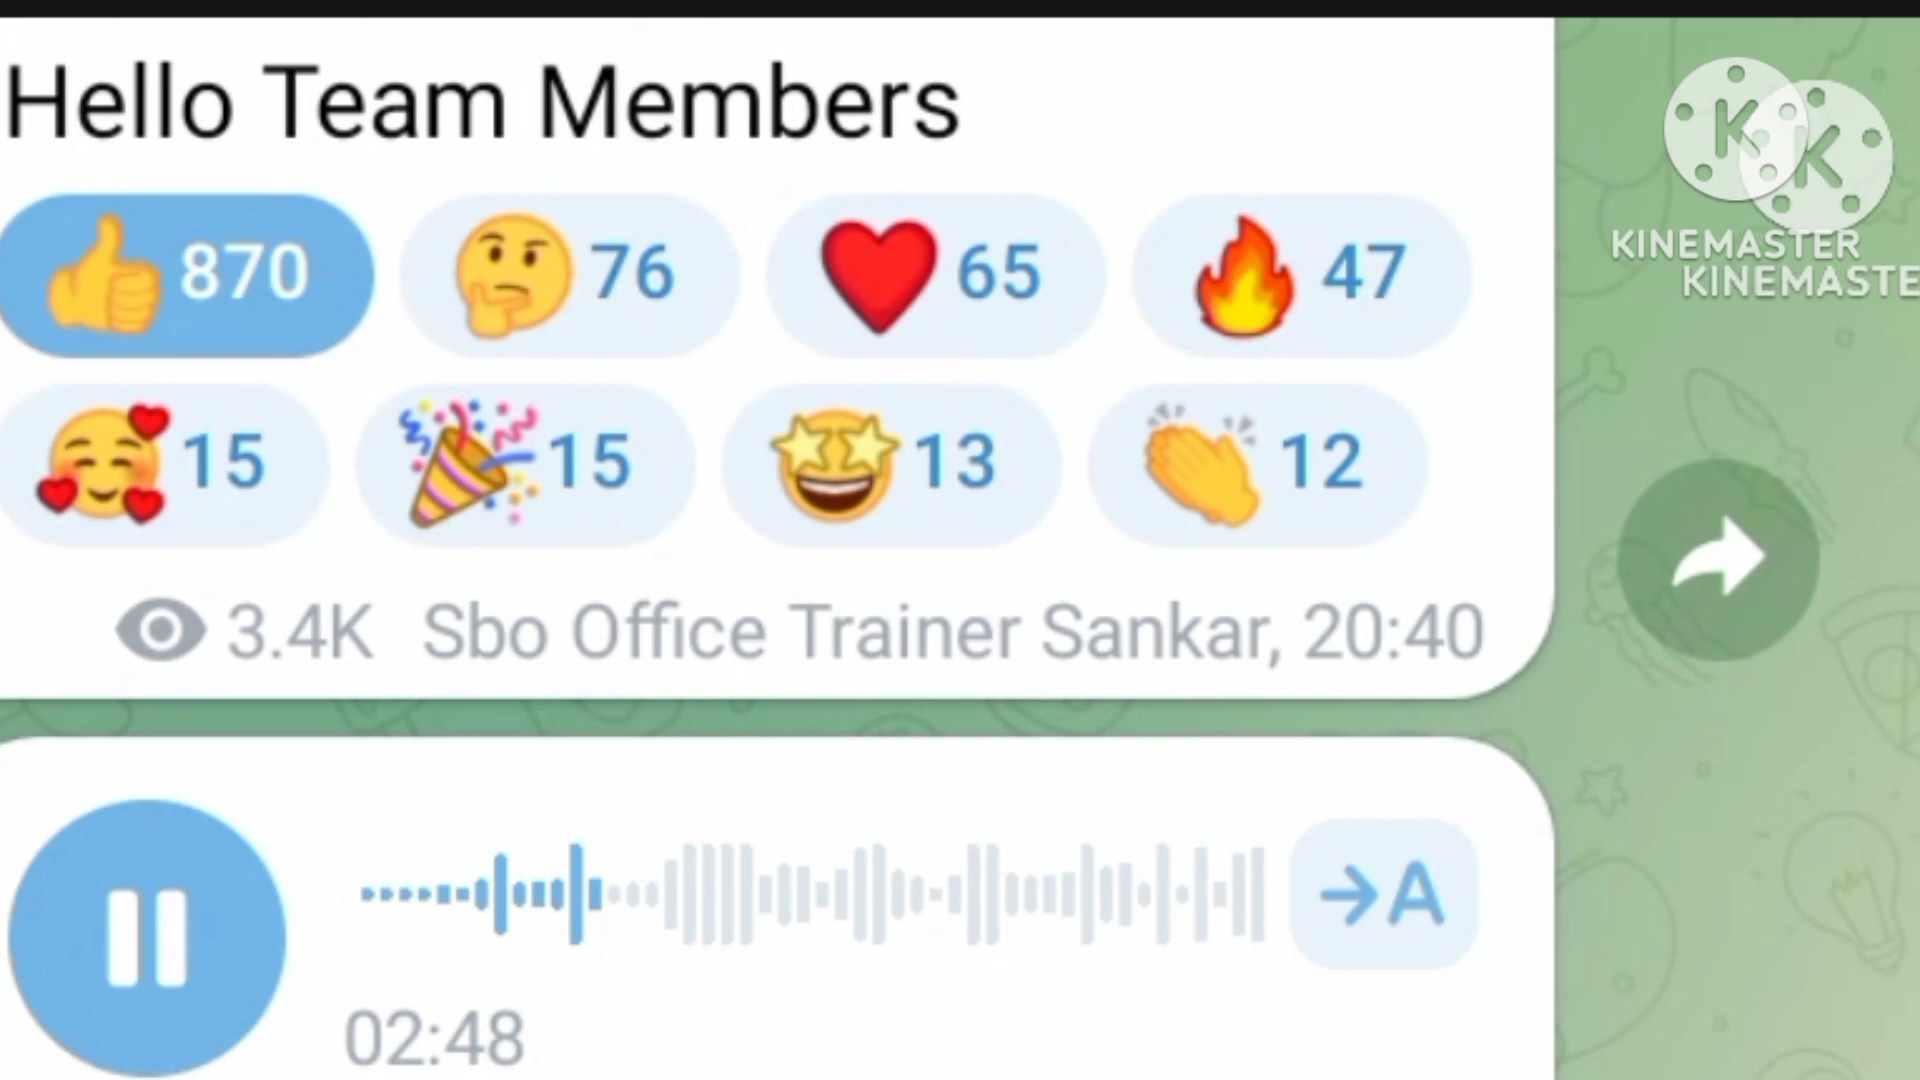 Hello Team Members
K K
KINEMASTER
KINEMASTE
870 76 65 47
15 15 13 12
3.4K Sbo Office Trainer Sankar, 20:40
→A
02:48